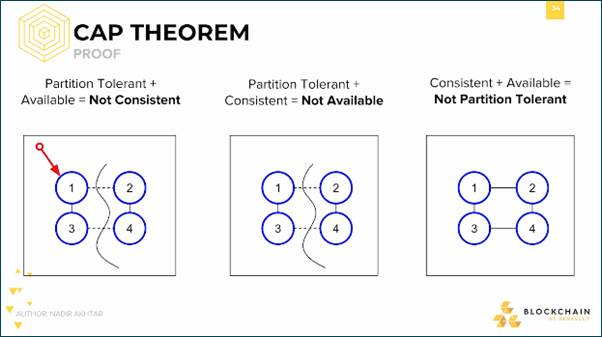 34
CAP THEOREM
PROOF
Partition Tolerant +
Available = Not Consistent
Partition Tolerant +
Consistent = Not Available
Consistent + Available =
Not Partition Tolerant
1 2
3 4
1 2
3 4
1 2
3 4
AUTHOR: NADIR AKHTAR
BLOCKCHAIN
AT BERKELEY